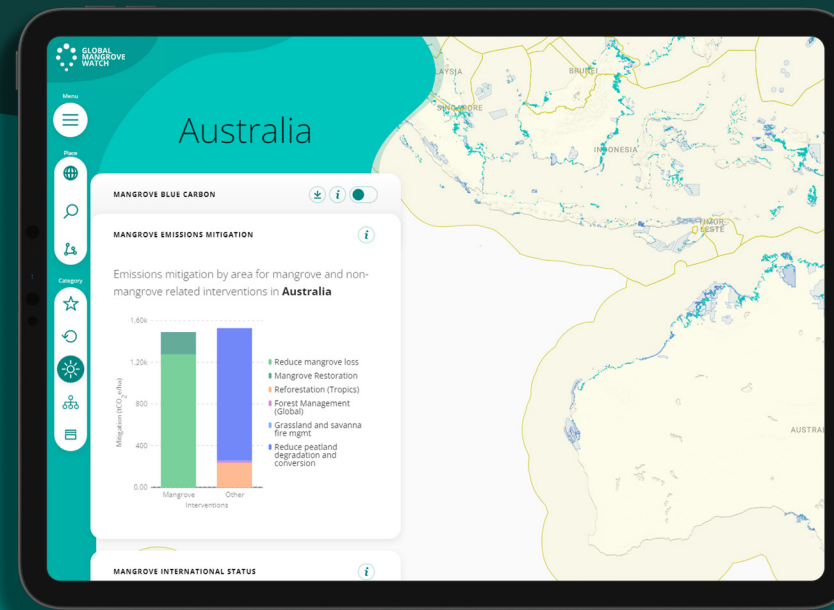 GLOBAL
MANGROVE
WATCH
Menu
Place
Category
Australia
MANGROVE BLUE CARBON
MANGROVE EMISSIONS MITIGATION
Emissions mitigation by area for mangrove and non-
mangrove related interventions in Australia
1.60k
1.20k
800
400
0.00
Mitigation (tCO2e/ha)
Mangrove
Other
Interventions
Reduce mangrove loss
Mangrove Restoration
Reforestation (Tropics)
Forest Management
(Global)
Grassland and savanna
fire mgmt
Reduce peatland
degradation and
conversion
MANGROVE INTERNATIONAL STATUS
LAYSIA
BRUNEI
SINGAPORE
INDONESIA
TIMOR-
LESTE
AUSTRA